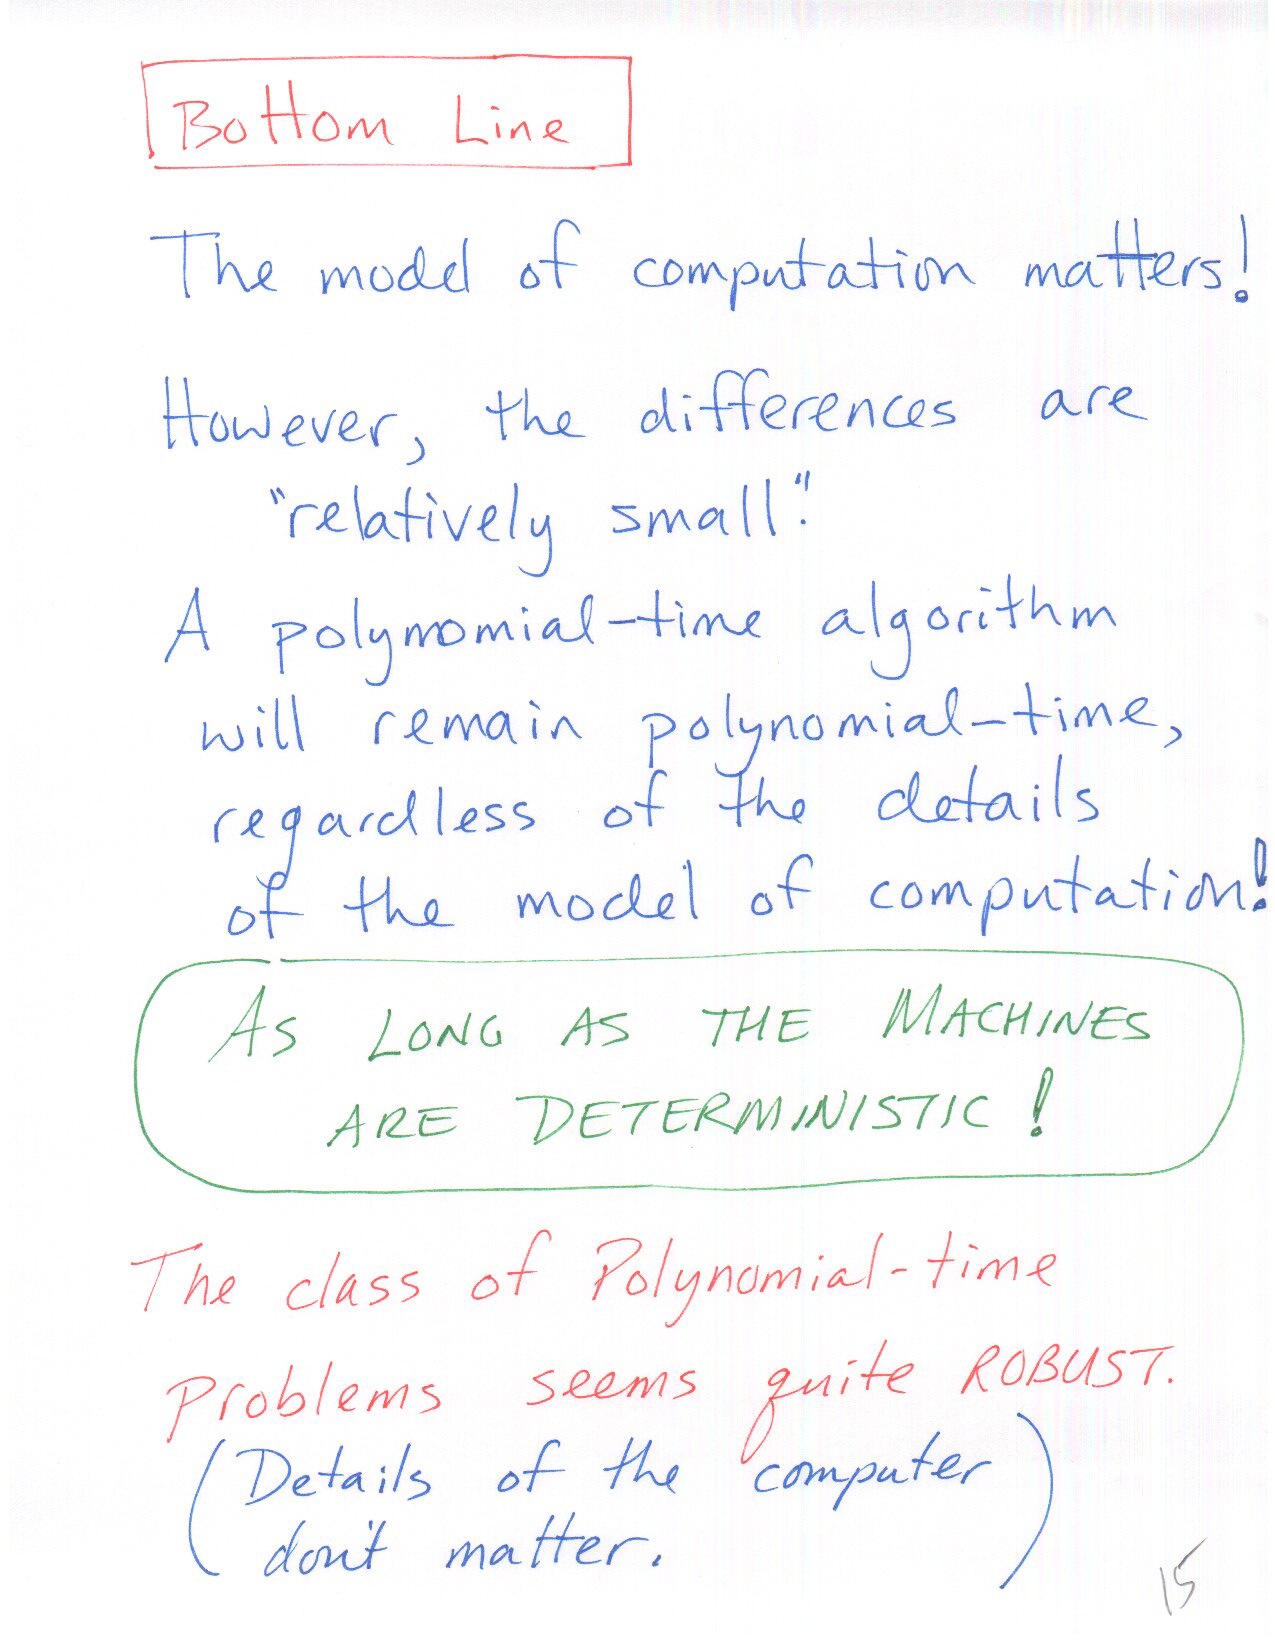 Bottom Line
The model of computation matters!
However, the differences are
"relatively small."
A polynomial-time algorithm
will remain polynomial-time,
regardless of the details
of the model of computation!
AS LONG AS THE MACHINES
ARE DETERMINISTIC!
The class of Polynomial-time
Problems seems quite ROBUST.
(Details of the computer
don't matter.)
15